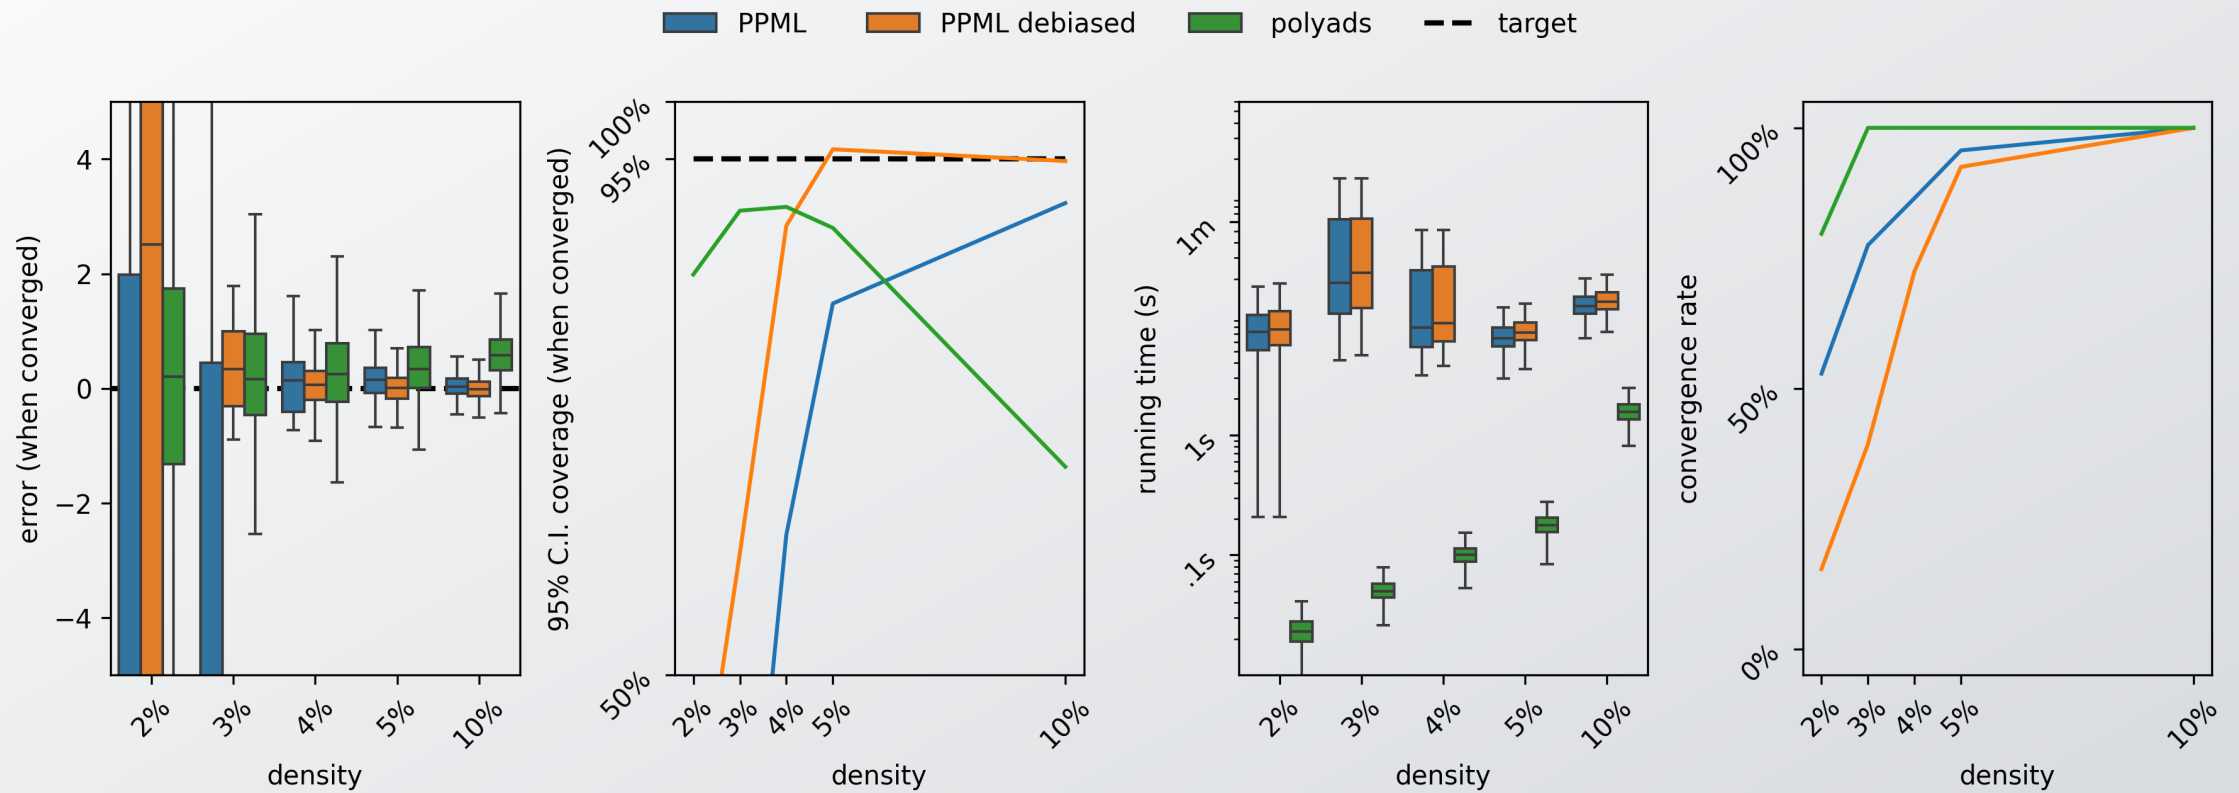 PPML PPML debiased polyads target
error (when converged)
4
2
0
−2
−4
2% 3% 4% 5% 10%
density
95% C.I. coverage (when converged)
100%
95%
50%
2% 3% 4% 5% 10%
density
running time (s)
1m
1s
.1s
2% 3% 4% 5% 10%
density
convergence rate
100%
50%
0%
2% 3% 4% 5% 10%
density